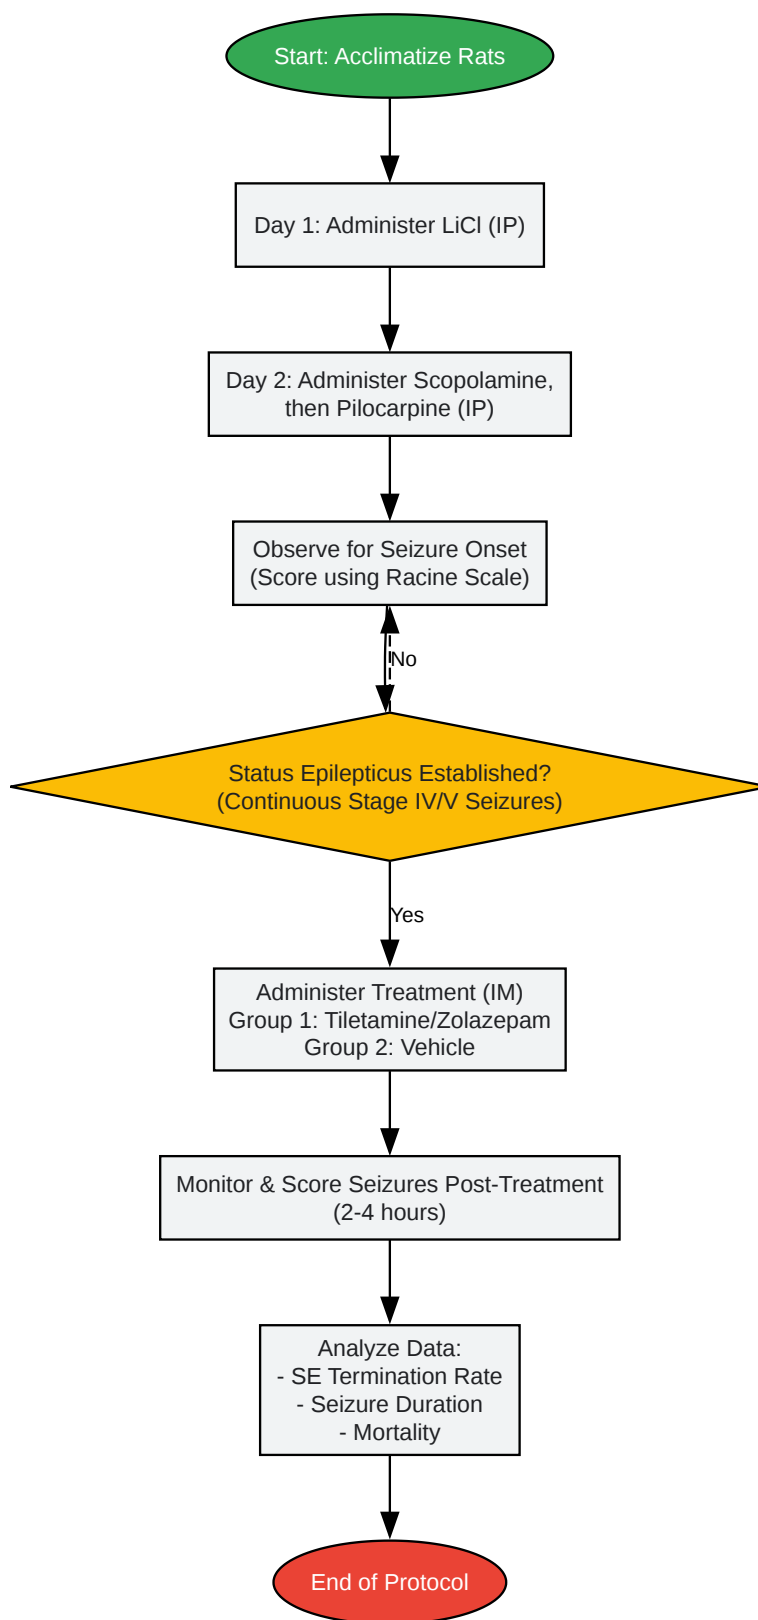 Start: Acclimatize Rats
Day 1: Administer LiCl (IP)
Day 2: Administer Scopolamine,
then Pilocarpine (IP)
Observe for Seizure Onset
(Score using Racine Scale)
No
Status Epilepticus Established?
(Continuous Stage IV/V Seizures)
Yes
Administer Treatment (IM)
Group 1: Tiletamine/Zolazepam
Group 2: Vehicle
Monitor & Score Seizures Post-Treatment
(2-4 hours)
Analyze Data:
- SE Termination Rate
- Seizure Duration
- Mortality
End of Protocol